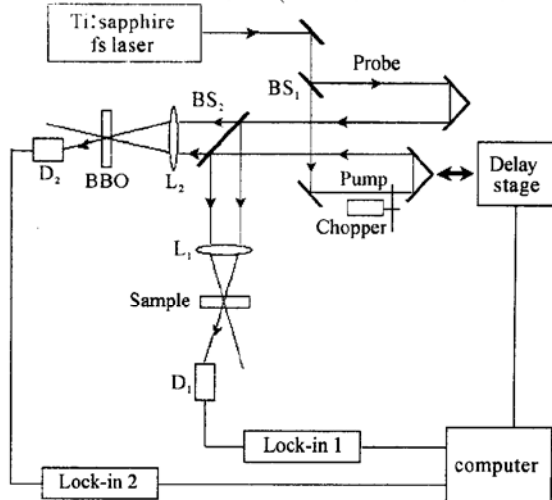 Ti:sapphire
fs laser
Probe
BS₁
BS₂
D₂
BBO
L₂
Pump
Chopper
Delay
stage
L₁
Sample
D₁
Lock-in 1
computer
Lock-in 2